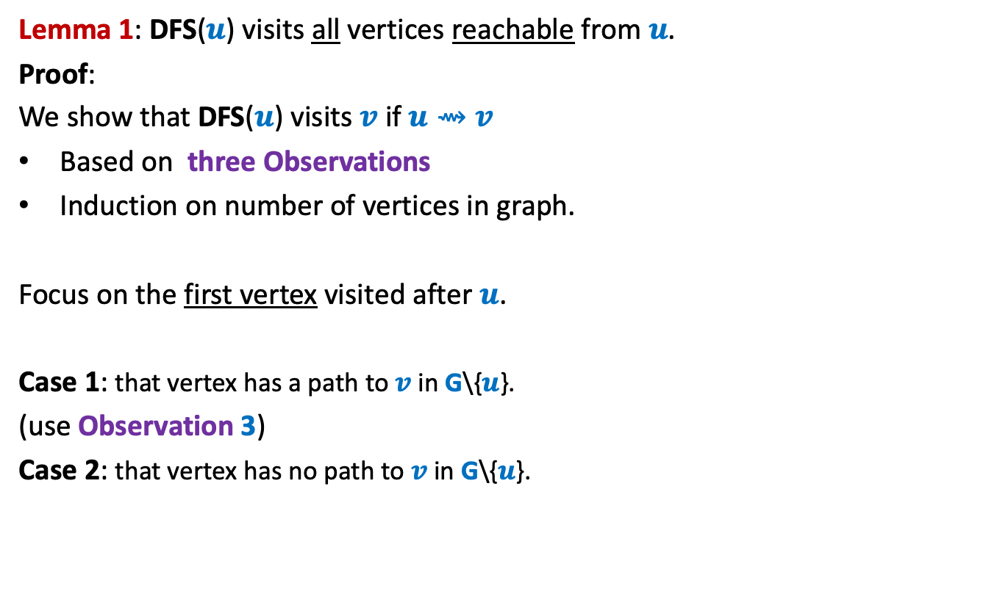 Lemma 1: DFS(u) visits all vertices reachable from u.
Proof:
We show that DFS(u) visits v if u ⇝ v
• Based on three Observations
• Induction on number of vertices in graph.
Focus on the first vertex visited after u.
Case 1: that vertex has a path to v in G\{u}.
(use Observation 3)
Case 2: that vertex has no path to v in G\{u}.